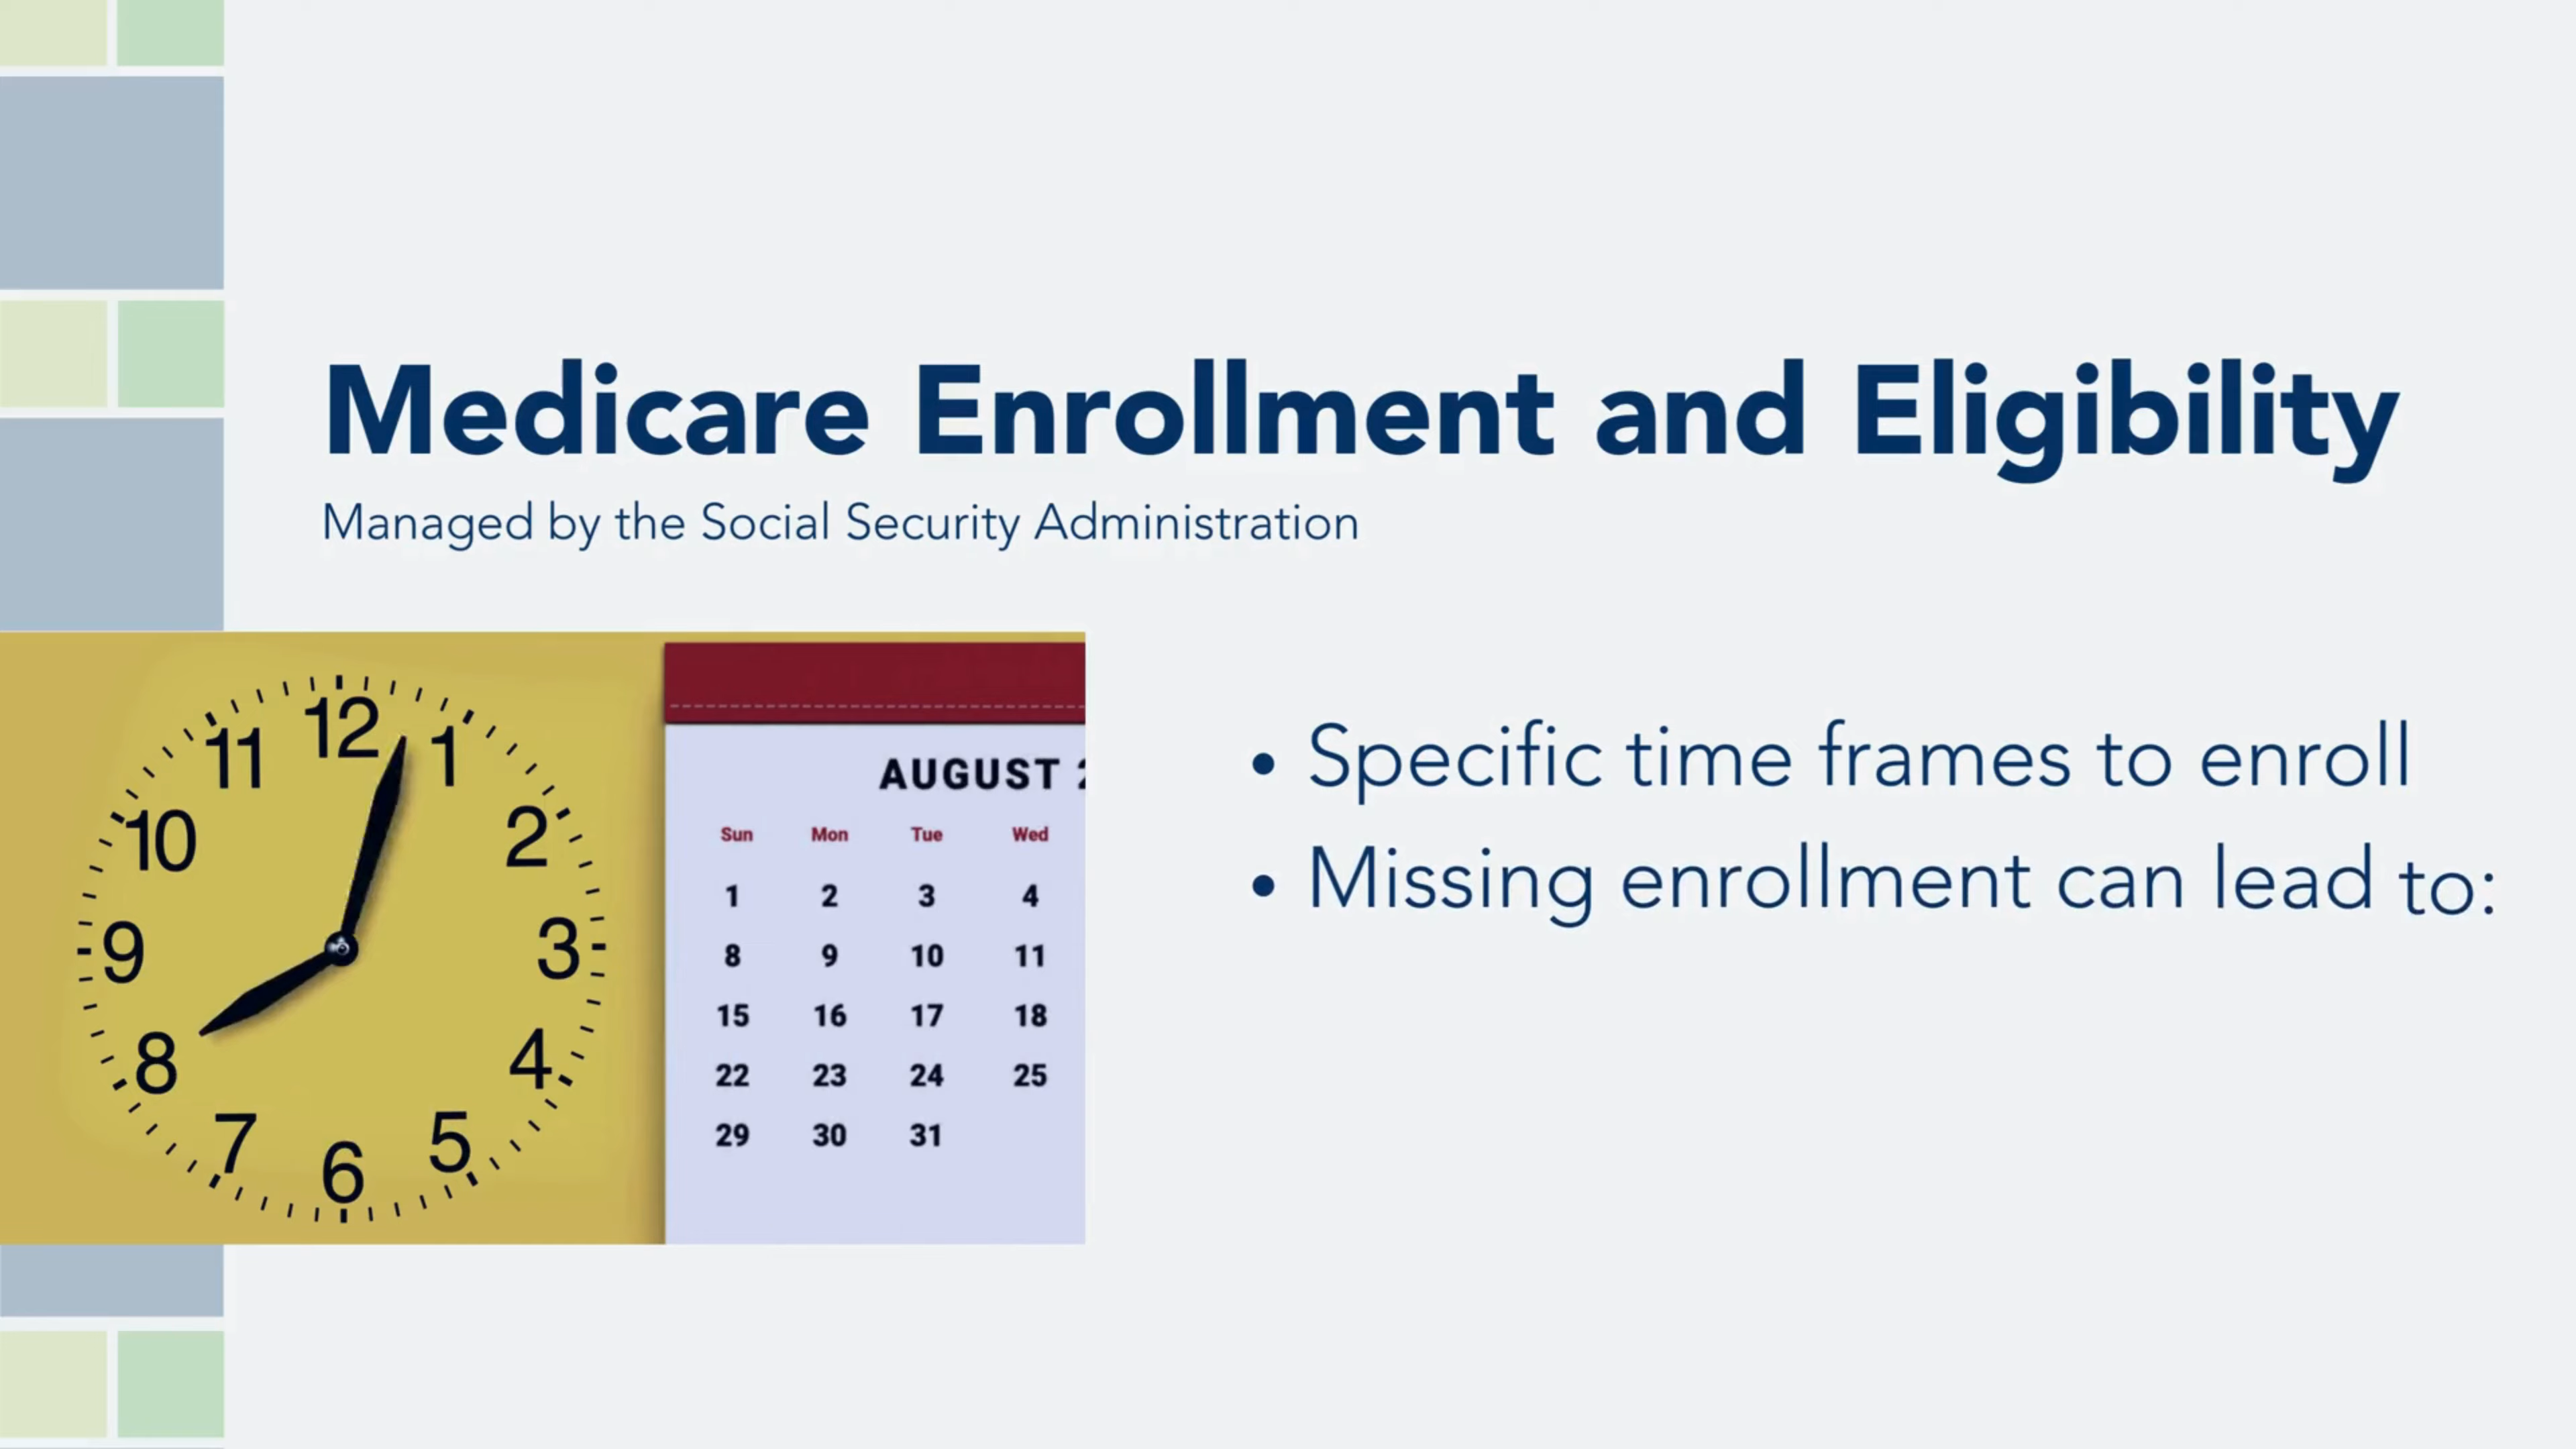 Medicare Enrollment and Eligibility
Managed by the Social Security Administration
12
11 1
10 2
9 3
8 4
7 5
6
AUGUST
Sun Mon Tue Wed
1 2 3 4
8 9 10 11
15 16 17 18
22 23 24 25
29 30 31
• Specific time frames to enroll
• Missing enrollment can lead to: